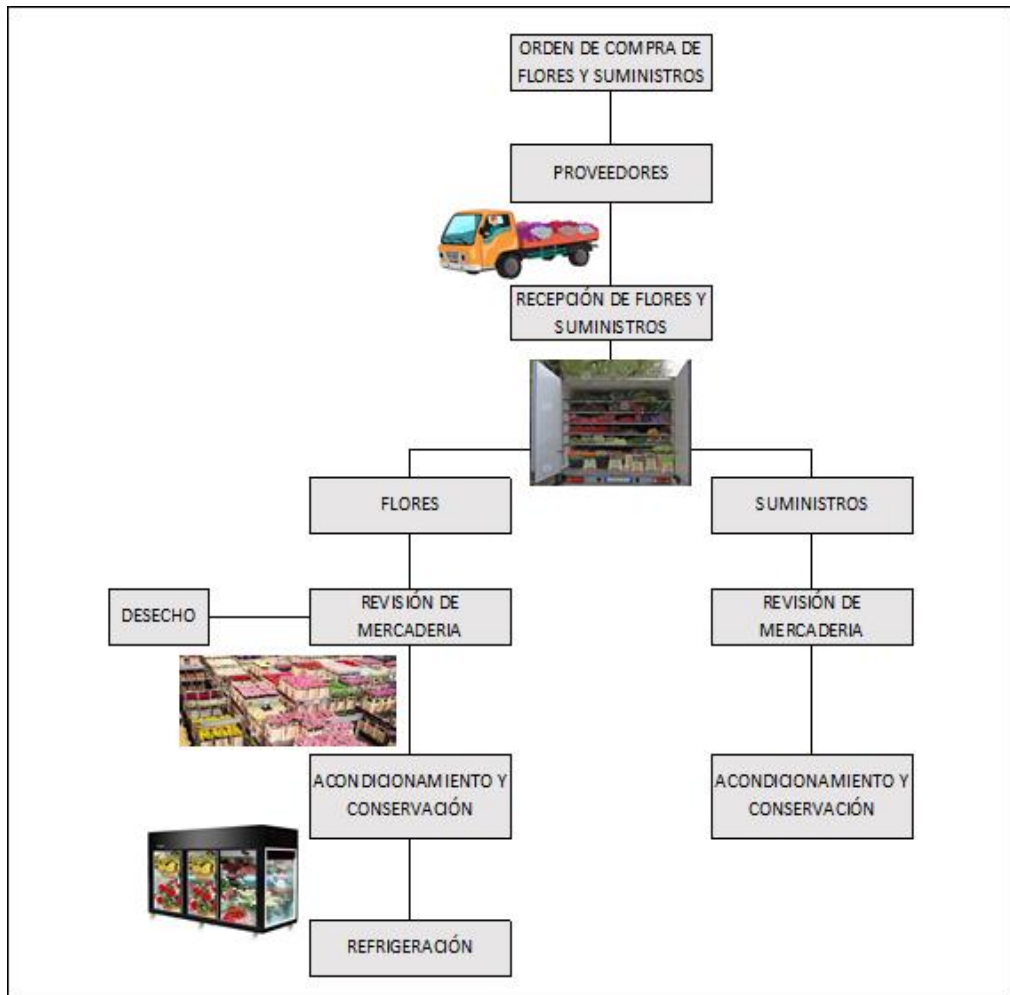 ORDEN DE COMPRA DE
FLORES Y SUMINISTROS
PROVEEDORES
RECEPCIÓN DE FLORES Y
SUMINISTROS
FLORES
SUMINISTROS
DESECHO
REVISIÓN DE
MERCADERIA
REVISIÓN DE
MERCADERIA
ACONDICIONAMIENTO Y
CONSERVACIÓN
ACONDICIONAMIENTO Y
CONSERVACIÓN
REFRIGERACIÓN